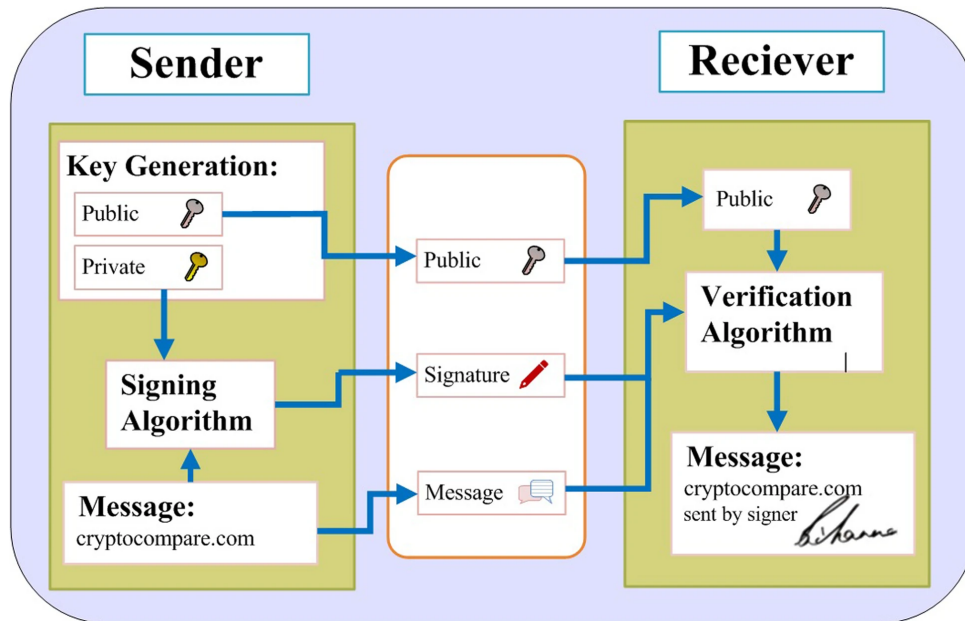 Sender
Reciever
Key Generation:
Public
Private
Signing
Algorithm
Message:
cryptocompare.com
Public
Signature
Message
Public
Verification
Algorithm
Message:
cryptocompare.com
sent by signer
Rihanna